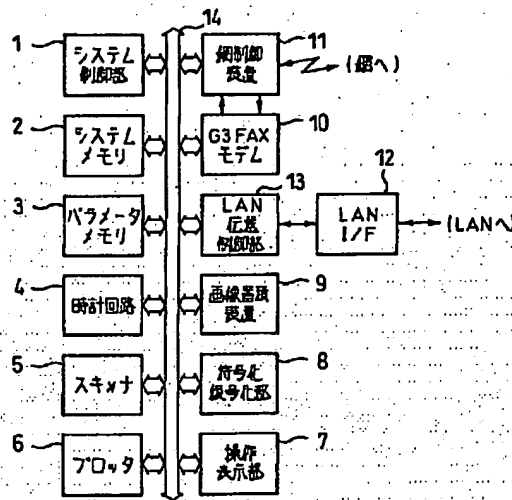 14
1
システム
制御部
11
網制御
装置
(網へ)
2
システム
メモリ
10
G3 FAX
モデム
3
パラメータ
メモリ
13
LAN
伝送
制御部
12
LAN
I/F
(LANへ)
4
時計回路
9
画像蓄積
装置
5
スキャナ
8
符号化
復号化部
6
プロッタ
7
操作
表示部